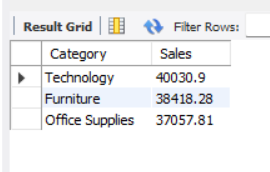 Result Grid Filter Rows:
Category Sales
Technology 40030.9
Furniture 38418.28
Office Supplies 37057.81